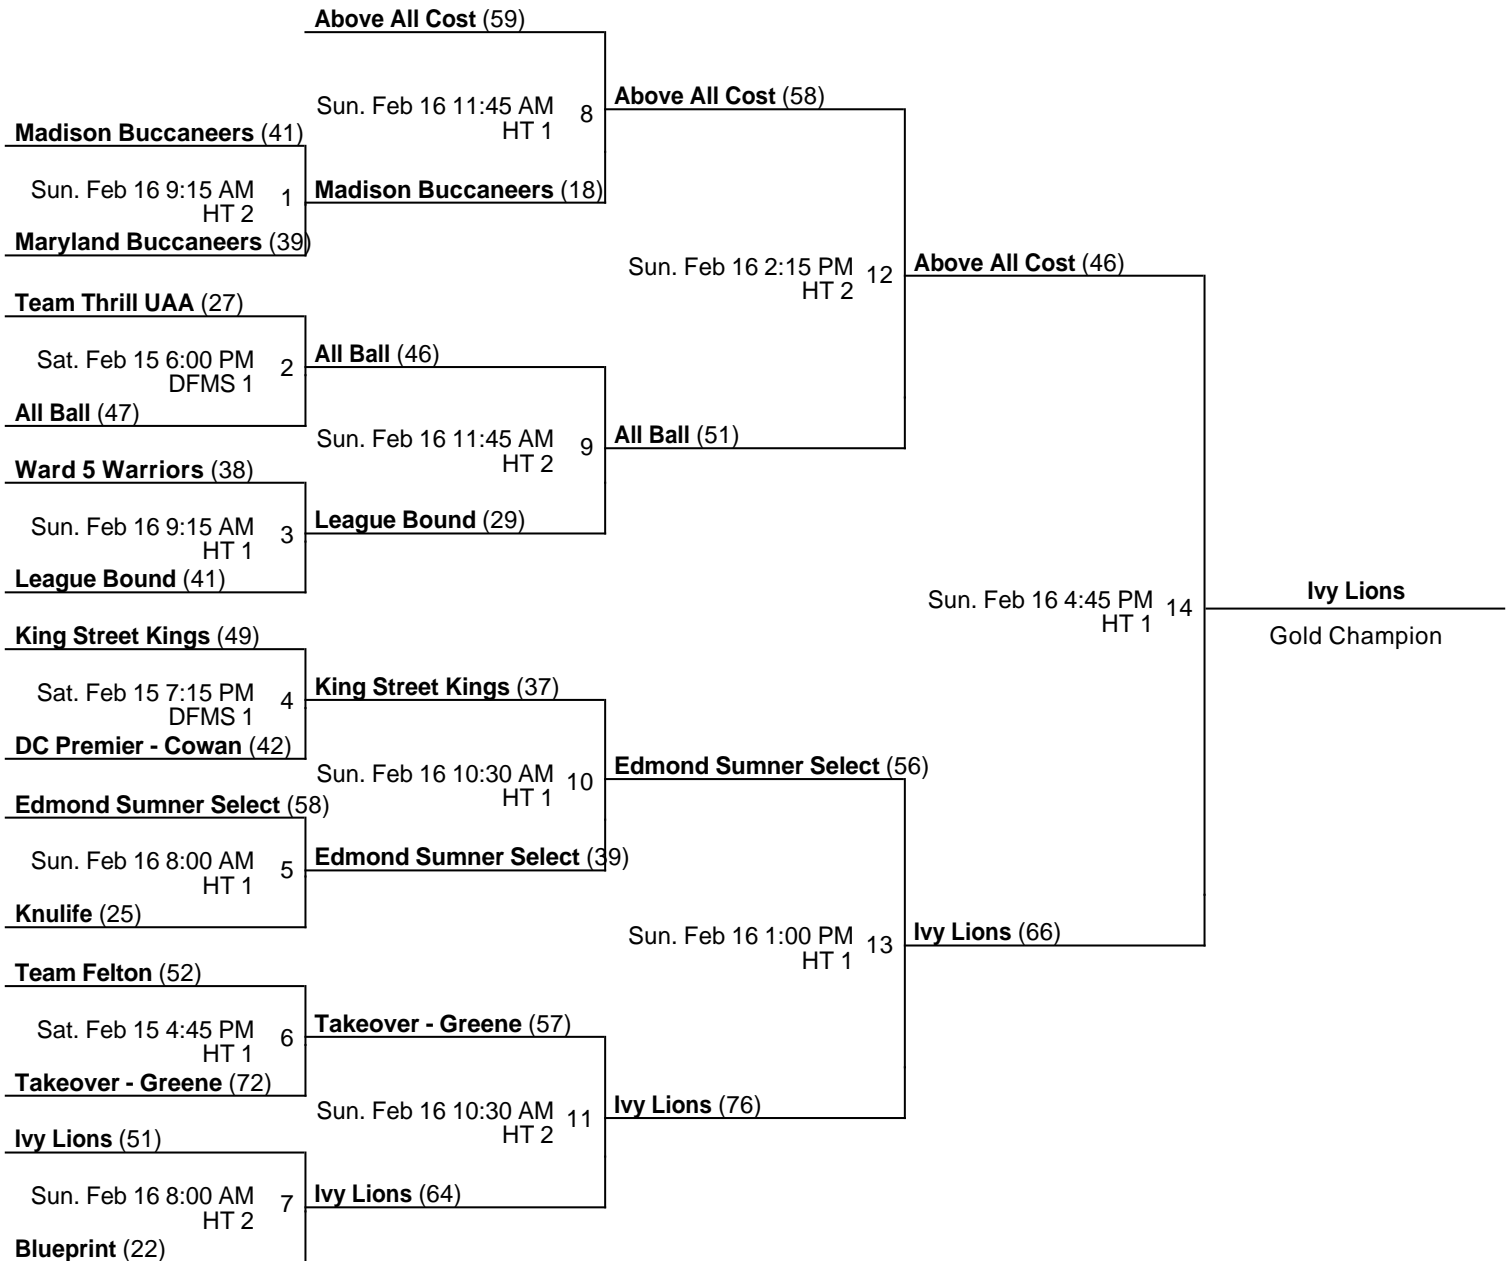 Above All Cost (59)
Sun. Feb 16 11:45 AM 8
HT 1
Above All Cost (58)
Madison Buccaneers (41)
Sun. Feb 16 9:15 AM 1
HT 2
Madison Buccaneers (18)
Maryland Buccaneers (39)
Sun. Feb 16 2:15 PM 12
HT 2
Above All Cost (46)
Team Thrill UAA (27)
Sat. Feb 15 6:00 PM 2
DFMS 1
All Ball (46)
All Ball (47)
Sun. Feb 16 11:45 AM 9
HT 2
All Ball (51)
Ward 5 Warriors (38)
Sun. Feb 16 9:15 AM 3
HT 1
League Bound (29)
League Bound (41)
Sun. Feb 16 4:45 PM 14
HT 1
Ivy Lions
Gold Champion
King Street Kings (49)
Sat. Feb 15 7:15 PM 4
DFMS 1
King Street Kings (37)
DC Premier - Cowan (42)
Sun. Feb 16 10:30 AM 10
HT 1
Edmond Sumner Select (56)
Edmond Sumner Select (58)
Sun. Feb 16 8:00 AM 5
HT 1
Edmond Sumner Select (39)
Knulife (25)
Sun. Feb 16 1:00 PM 13
HT 1
Ivy Lions (66)
Team Felton (52)
Sat. Feb 15 4:45 PM 6
HT 1
Takeover - Greene (57)
Takeover - Greene (72)
Sun. Feb 16 10:30 AM 11
HT 2
Ivy Lions (76)
Ivy Lions (51)
Sun. Feb 16 8:00 AM 7
HT 2
Ivy Lions (64)
Blueprint (22)